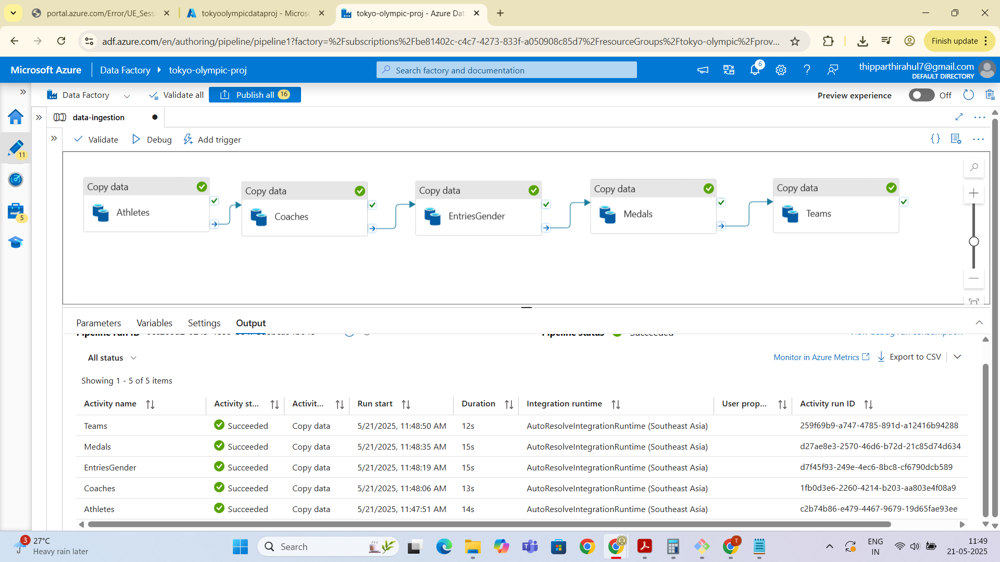 portal.azure.com/Error/UE_Sessi
tokyoolympicdataproj - Microsc
tokyo-olympic-proj - Azure Dat
adf.azure.com/en/authoring/pipeline/pipeline1?factory=%2Fsubscriptions%2Fbe81402c-c4c7-4273-833f-a050908c85d7%2FresourceGroups%2Ftokyo-olympic%2Fprov...
Finish update
Microsoft Azure
Data Factory
tokyo-olympic-proj
Search factory and documentation
6
thipparthirahul7@gmail.com
DEFAULT DIRECTORY
Data Factory
Validate all
Publish all 16
Preview experience
Off
data-ingestion
11
5
Validate
Debug
Add trigger
Copy data
Athletes
Copy data
Coaches
Copy data
EntriesGender
Copy data
Medals
Copy data
Teams
Parameters
Variables
Settings
Output
Pipeline run ID
Pipeline status
Succeeded
View debug run consumption
All status
Monitor in Azure Metrics
Export to CSV
Showing 1 - 5 of 5 items
Activity name Activity st... Activit... Run start Duration Integration runtime User prop... Activity run ID
Teams Succeeded Copy data 5/21/2025, 11:48:50 AM 12s AutoResolveIntegrationRuntime (Southeast Asia) 259f69b9-a747-4785-891d-a12416b94288
Medals Succeeded Copy data 5/21/2025, 11:48:35 AM 15s AutoResolveIntegrationRuntime (Southeast Asia) d27ae8e3-2570-46d6-b72d-21c85d74d634
EntriesGender Succeeded Copy data 5/21/2025, 11:48:19 AM 15s AutoResolveIntegrationRuntime (Southeast Asia) d7f45f93-249e-4ec6-8bc8-cf6790dcb589
Coaches Succeeded Copy data 5/21/2025, 11:48:06 AM 13s AutoResolveIntegrationRuntime (Southeast Asia) 1fb0d3e6-2260-4214-b203-aa803e4f08a9
Athletes Succeeded Copy data 5/21/2025, 11:47:51 AM 14s AutoResolveIntegrationRuntime (Southeast Asia) c2b74b86-e479-4467-9679-19d65fae93ee
3
27°C
Heavy rain later
Search
T
ENG
IN
11:49
21-05-2025